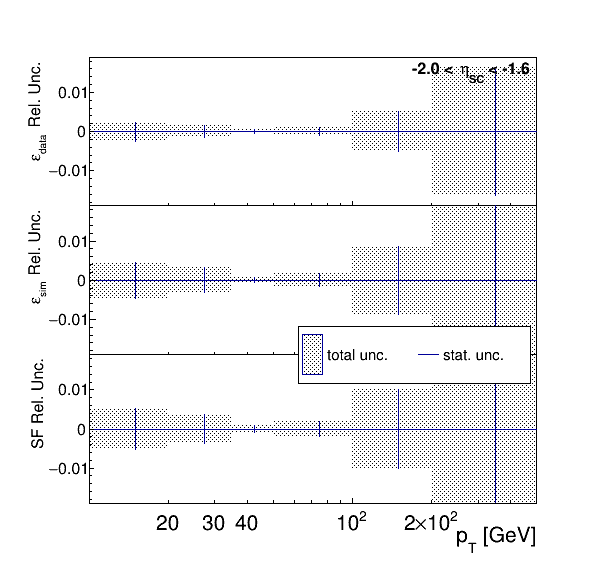 -2.0 < η_SC < -1.6
ε_data Rel. Unc.
0.01
0
−0.01
ε_sim Rel. Unc.
0.01
0
−0.01
total unc.
stat. unc.
SF Rel. Unc.
0.01
0
−0.01
20 30 40 10² 2×10²
p_T [GeV]